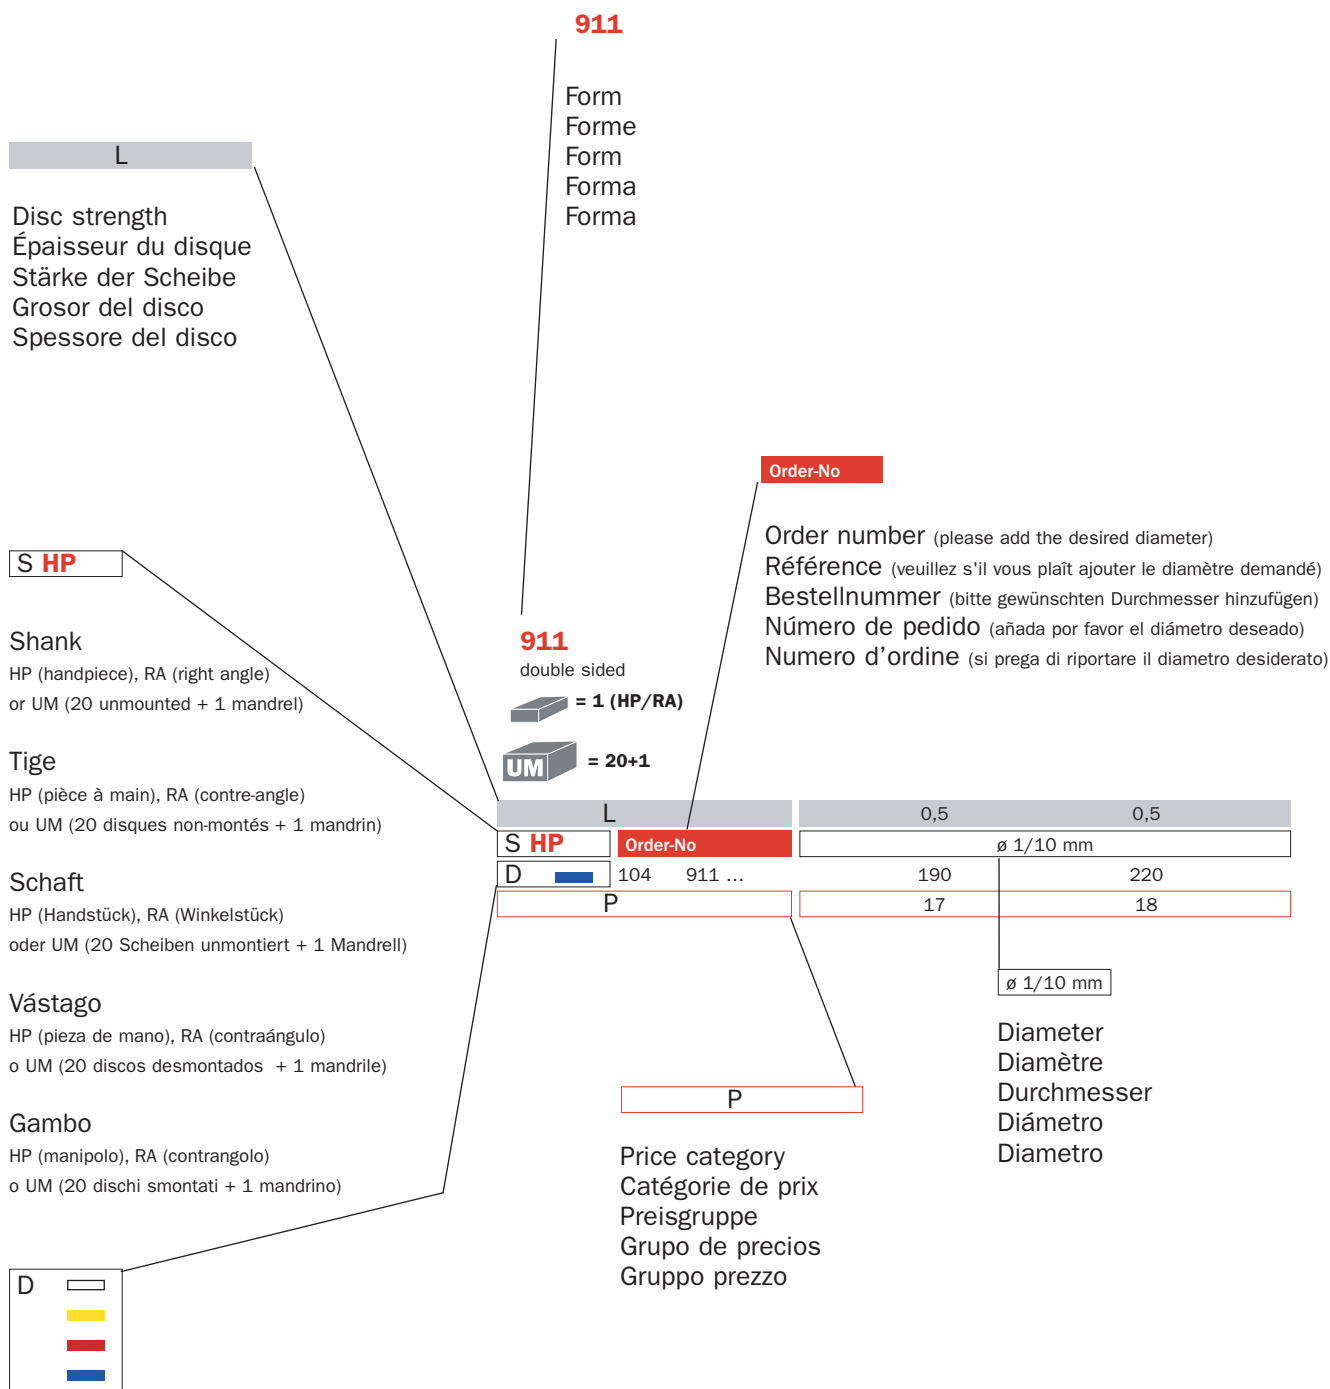 911
Form
Forme
Form
Forma
Forma
L
Disc strength
Épaisseur du disque
Stärke der Scheibe
Grosor del disco
Spessore del disco
Order-No
Order number (please add the desired diameter)
Référence (veuillez s'il vous plaît ajouter le diamètre demandé)
Bestellnummer (bitte gewünschten Durchmesser hinzufügen)
Número de pedido (añada por favor el diámetro deseado)
Numero d'ordine (si prega di riportare il diametro desiderato)
S HP
Shank
HP (handpiece), RA (right angle)
or UM (20 unmounted + 1 mandrel)
Tige
HP (pièce à main), RA (contre-angle)
ou UM (20 disques non-montés + 1 mandrin)
Schaft
HP (Handstück), RA (Winkelstück)
oder UM (20 Scheiben unmontiert + 1 Mandrell)
Vástago
HP (pieza de mano), RA (contraángulo)
o UM (20 discos desmontados + 1 mandrile)
Gambo
HP (manipolo), RA (contrangolo)
o UM (20 dischi smontati + 1 mandrino)
911
double sided
= 1 (HP/RA)
UM = 20+1
L 0,5 0,5
S HP Order-No ø 1/10 mm
D 104 911 ... 190 220
P 17 18
ø 1/10 mm
Diameter
Diamètre
Durchmesser
Diámetro
Diametro
P
Price category
Catégorie de prix
Preisgruppe
Grupo de precios
Gruppo prezzo
D